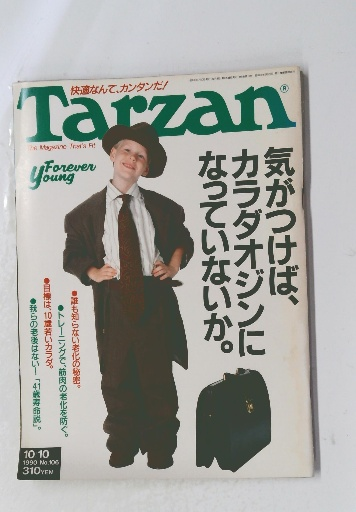 快適なんて、カンタンだ!
Tarzan®
The Magazine That's Fit
Forever
Young
気がつけば、
カラダオジンに
なっていないか。
●誰も知らない老化の秘密。
●トレーニングで、筋肉の老化を防ぐ。
●目標は、10歳若いカラダ。
●我らの老後はない!「41歳寿命説」。
10/10
1990 No.106
310YEN